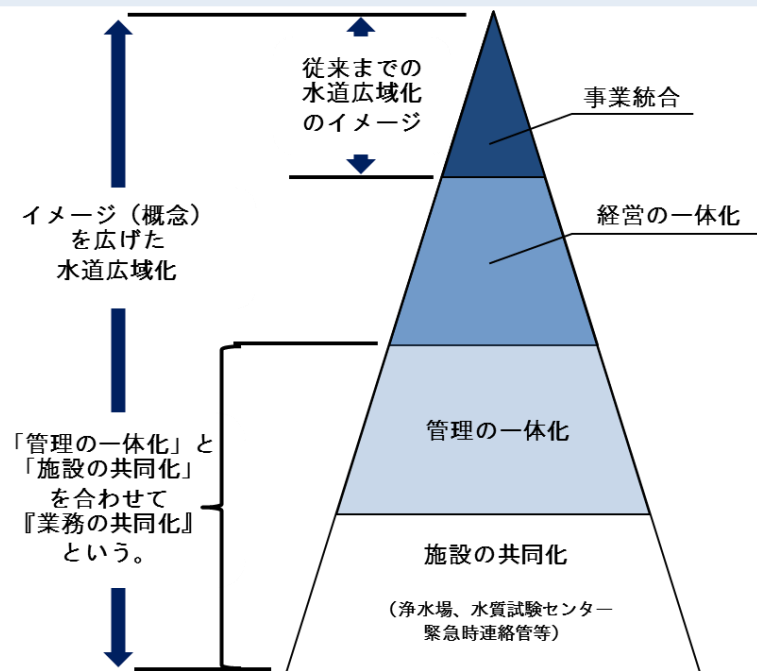 従来までの
水道広域化
のイメージ
事業統合
経営の一体化
イメージ（概念）
を広げた
水道広域化
管理の一体化
「管理の一体化」と
「施設の共同化」
を合わせて
『業務の共同化』
という。
施設の共同化
（浄水場、水質試験センター
緊急時連絡管等）